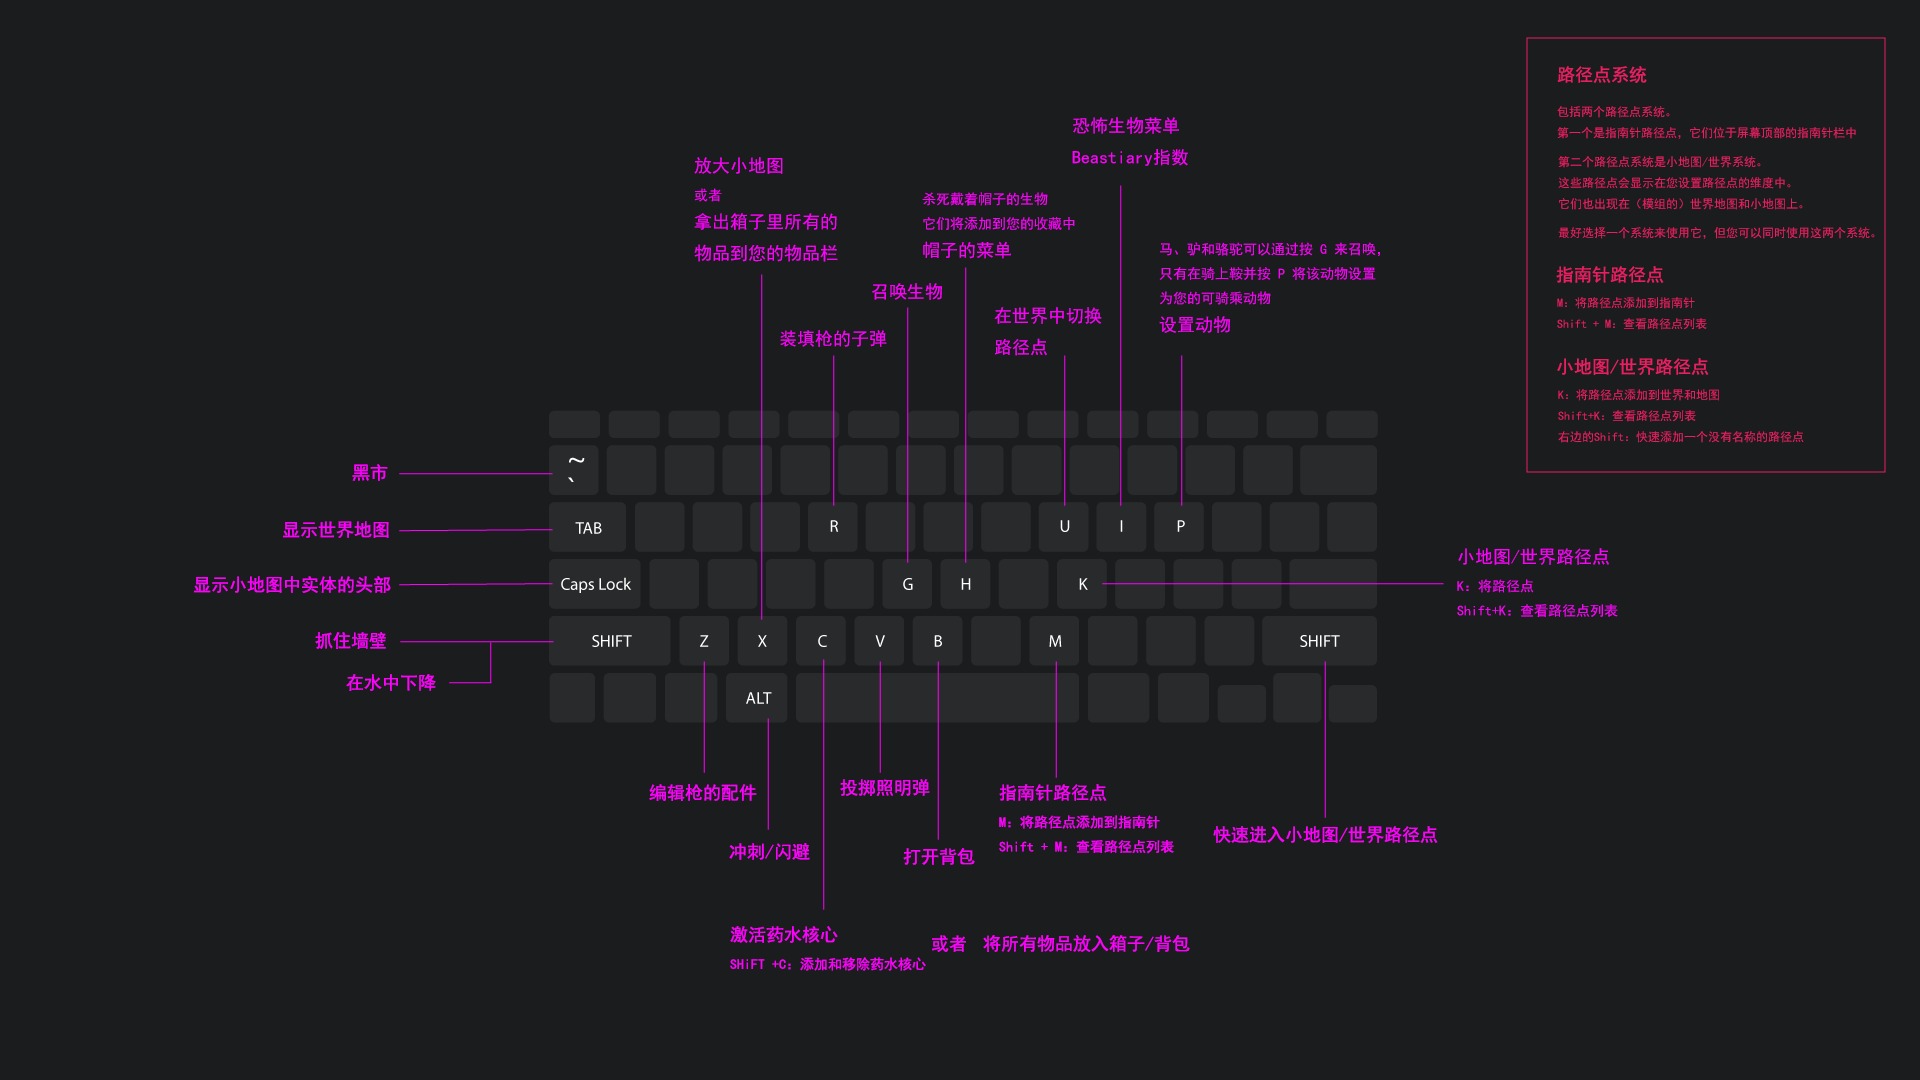 路径点系统
包括两个路径点系统。
第一个是指南针路径点, 它们位于屏幕顶部的指南针栏中
第二个路径点系统是小地图/世界系统。
这些路径点会显示在您设置路径点的维度中。
它们也出现在（模组的）世界地图和小地图上。
最好选择一个系统来使用它, 但您可以同时使用这两个系统。
指南针路径点
M: 将路径点添加到指南针
Shift + M: 查看路径点列表
小地图/世界路径点
K: 将路径点添加到世界和地图
Shift+K: 查看路径点列表
右边的Shift: 快速添加一个没有名称的路径点
恐怖生物菜单
Beastiary指数
放大小地图
或者
拿出箱子里所有的
物品到您的物品栏
杀死戴着帽子的生物
它们将添加到您的收藏中
帽子的菜单
马、驴和骆驼可以通过按 G 来召唤,
只有在骑上鞍并按 P 将该动物设置
为您的可骑乘动物
设置动物
召唤生物
在世界中切换
路径点
装填枪的子弹
黑市
~
、
显示世界地图
TAB
R
U
I
P
显示小地图中实体的头部
Caps Lock
G
H
K
小地图/世界路径点
K: 将路径点
Shift+K: 查看路径点列表
抓住墙壁
在水中下降
SHIFT
Z
X
C
V
B
M
SHIFT
ALT
编辑枪的配件
投掷照明弹
指南针路径点
M: 将路径点添加到指南针
Shift + M: 查看路径点列表
快速进入小地图/世界路径点
冲刺/闪避
打开背包
激活药水核心
SHiFT +C: 添加和移除药水核心
或者 将所有物品放入箱子/背包